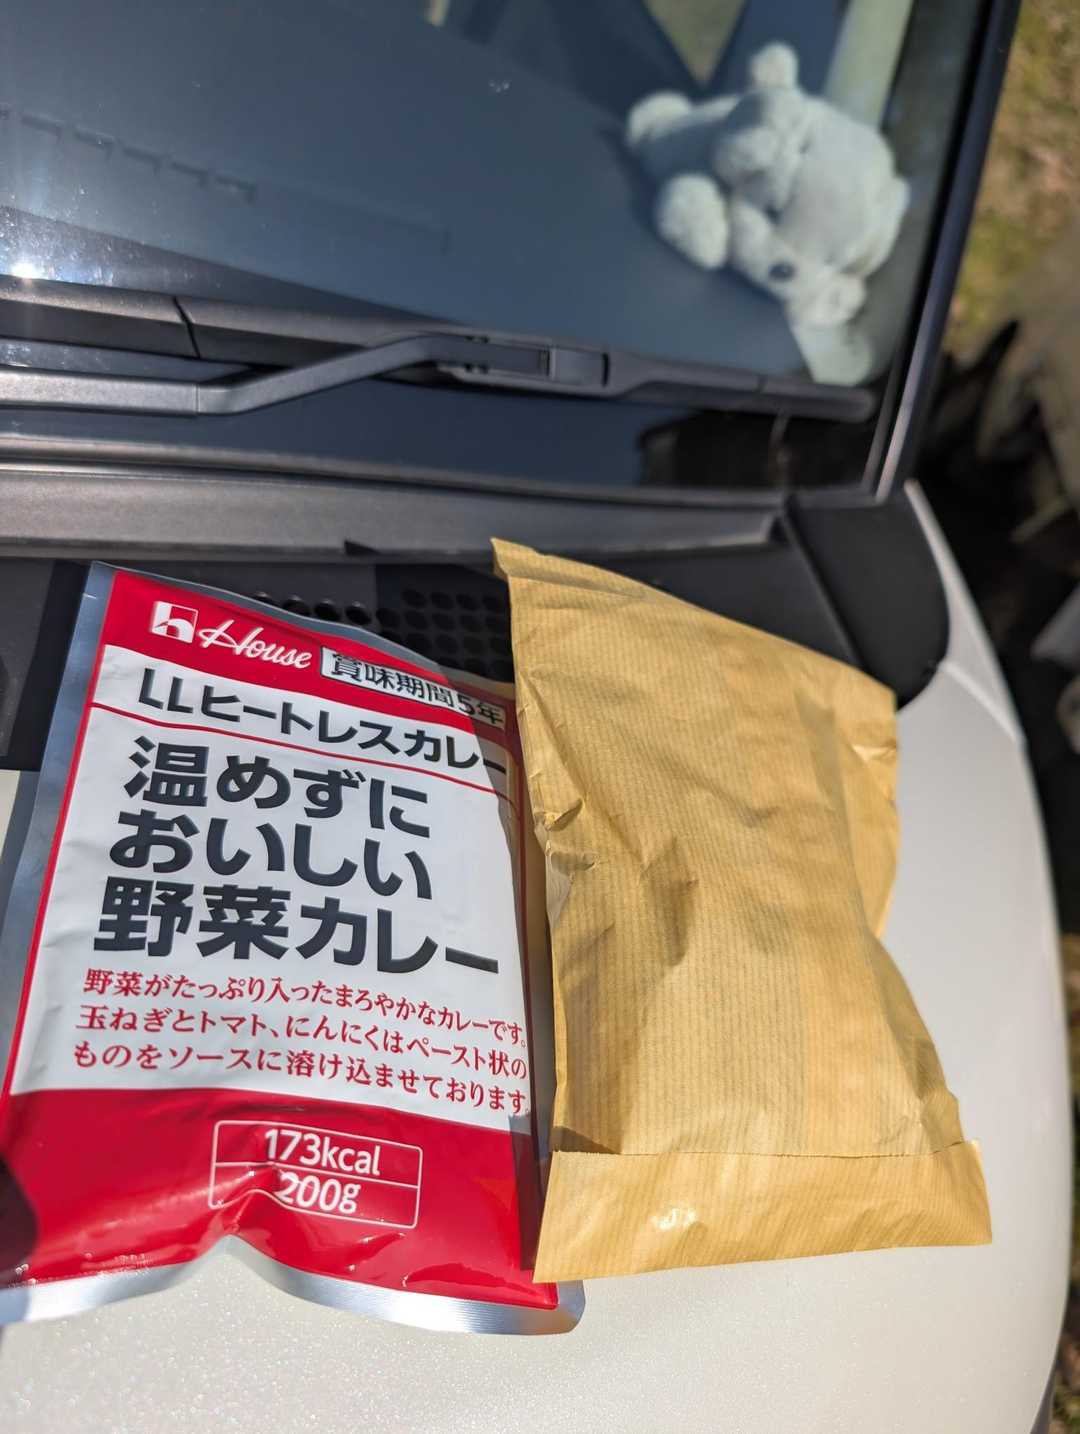 House
賞味期間5年
LLヒートレスカレー
温めずに
おいしい
野菜カレー
野菜がたっぷり入ったまろやかなカレーです。
玉ねぎとトマト、にんにくはペースト状の
ものをソースに溶け込ませております。
173kcal
200g